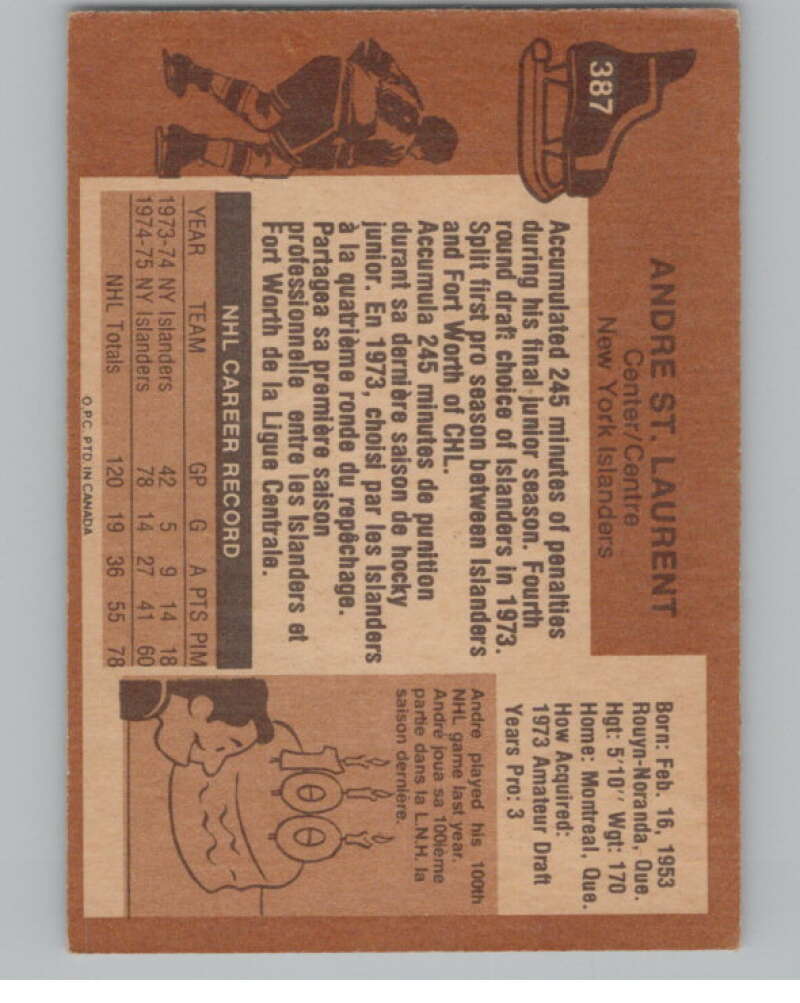 387
ANDRE ST. LAURENT
Center/Centre
New York Islanders
Born: Feb. 16, 1953
Rouyn-Noranda, Que.
Hgt: 5'10'' Wgt: 170
Home: Montreal, Que.
How Acquired:
1973 Amateur Draft
Years Pro: 3
Accumulated 245 minutes of penalties
during his final junior season. Fourth
round draft choice of Islanders in 1973.
Split first pro season between Islanders
and Fort Worth of CHL.
Accumula 245 minutes de punition
durant sa dernière saison de hocky
junior. En 1973, choisi par les Islanders
à la quatrième ronde du repêchage.
Partagea sa première saison
professionnelle entre les Islanders et
Fort Worth de la Ligue Centrale.
NHL CAREER RECORD
YEAR TEAM GP G A PTS PIM
1973-74 NY Islanders 42 5 9 14 18
1974-75 NY Islanders 78 14 27 41 60
NHL Totals 120 19 36 55 78
O.P.C. PTD IN CANADA
Andre played his 100th
NHL game last year.
André joua sa 100ième
partie dans la L.N.H. la
saison dernière.
100